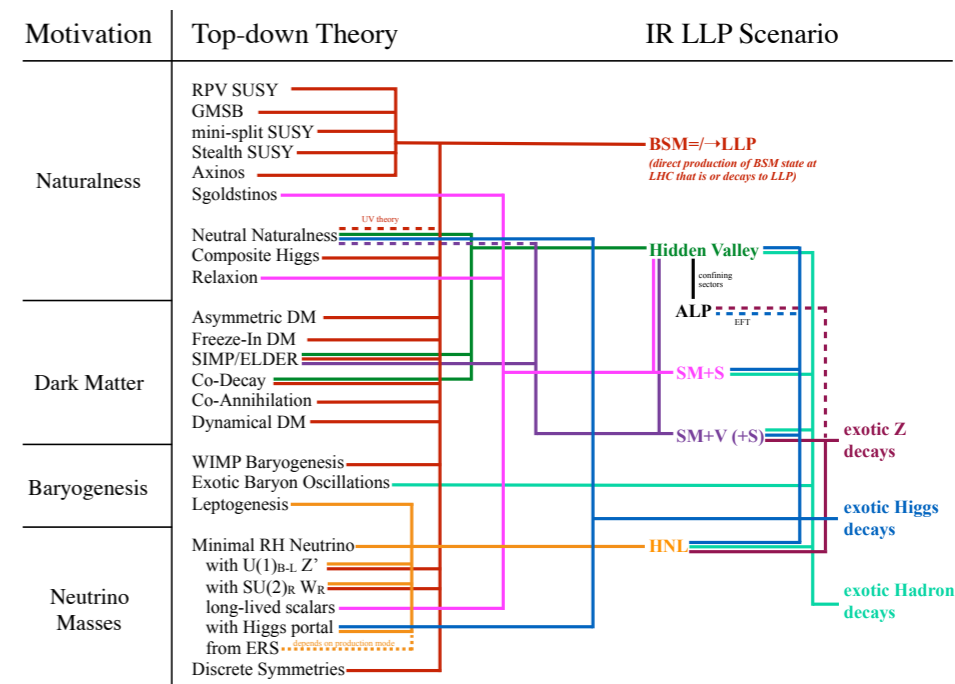 Motivation
Top-down Theory
IR LLP Scenario
Naturalness
RPV SUSY
GMSB
mini-split SUSY
Stealth SUSY
Axinos
Sgoldstinos
UV theory
Neutral Naturalness
Composite Higgs
Relaxion
Dark Matter
Asymmetric DM
Freeze-In DM
SIMP/ELDER
Co-Decay
Co-Annihilation
Dynamical DM
Baryogenesis
WIMP Baryogenesis
Exotic Baryon Oscillations
Leptogenesis
Neutrino
Masses
Minimal RH Neutrino
with U(1)B-L Z’
with SU(2)R WR
long-lived scalars
with Higgs portal
depends on production mode
from ERS
Discrete Symmetries
BSM=/→LLP
(direct production of BSM state at
LHC that is or decays to LLP)
Hidden Valley
confining
sectors
ALP
EFT
SM+S
SM+V (+S)
HNL
exotic Z
decays
exotic Higgs
decays
exotic Hadron
decays